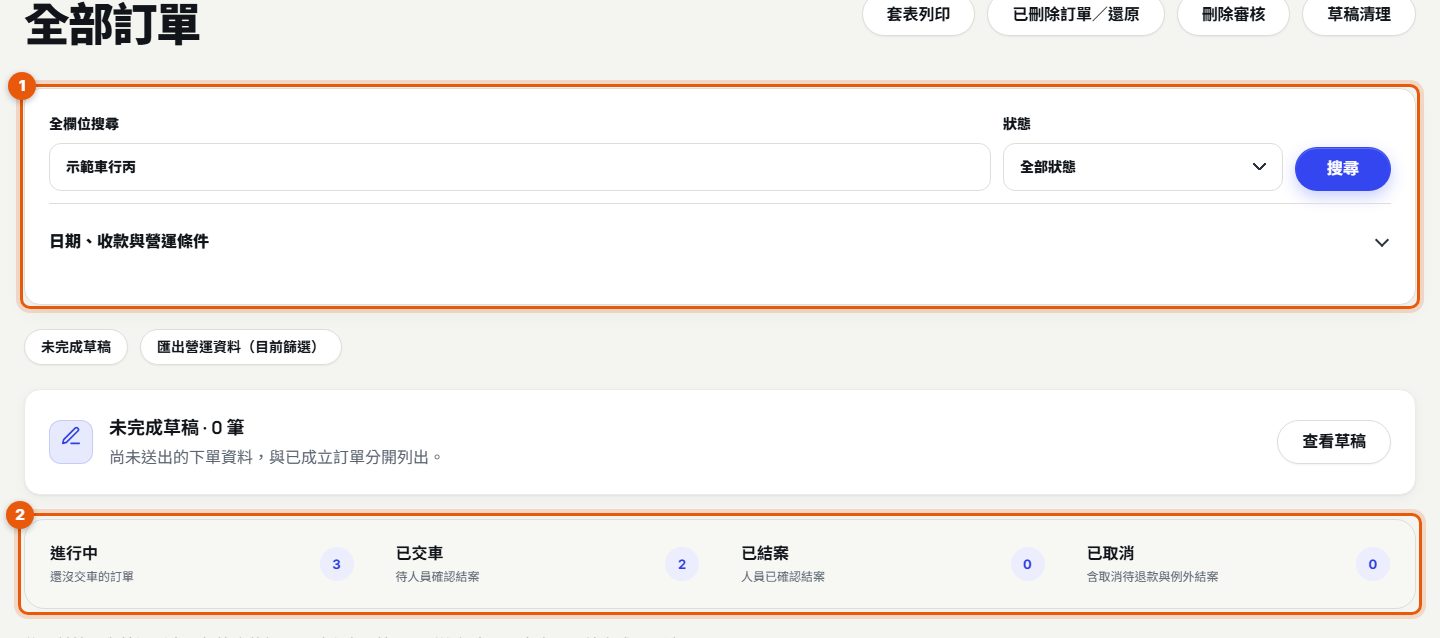 全部訂單
套表列印
已刪除訂單／還原
刪除審核
草稿清理
1
全欄位搜尋
狀態
示範車行丙
全部狀態
搜尋
日期、收款與營運條件
未完成草稿
匯出營運資料（目前篩選）
未完成草稿 · 0 筆
尚未送出的下單資料，與已成立訂單分開列出。
查看草稿
2
進行中
還沒交車的訂單
3
已交車
待人員確認結案
2
已結案
人員已確認結案
0
已取消
含取消待退款與例外結案
0